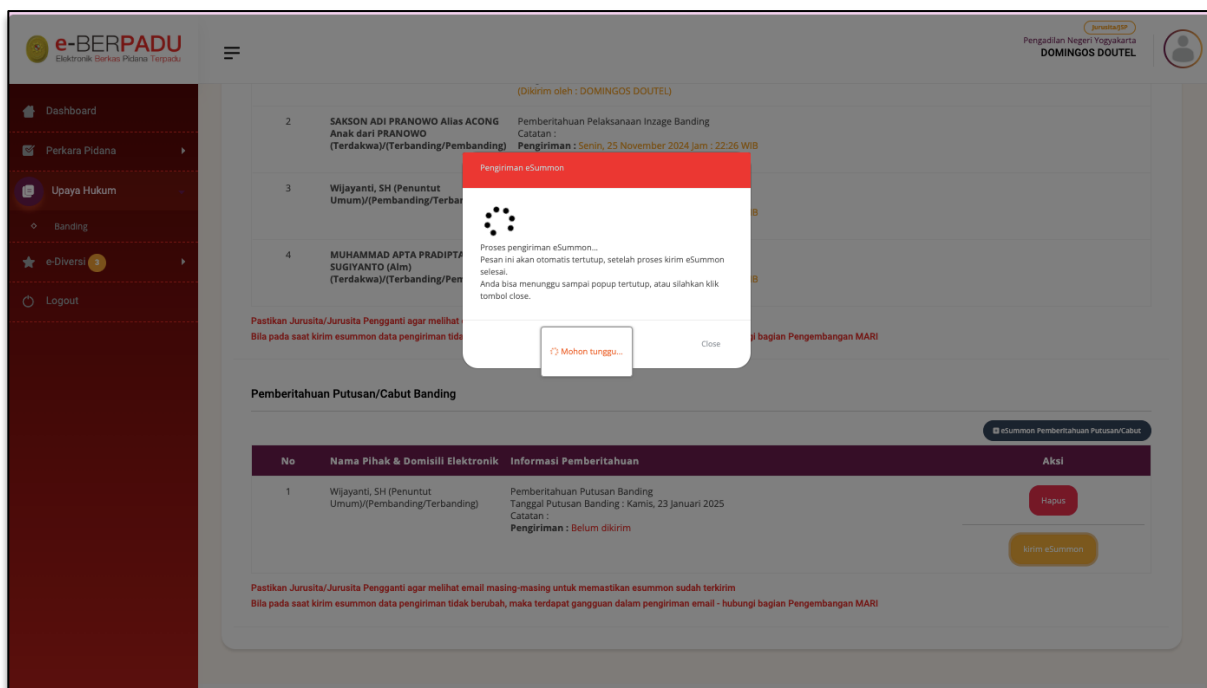 e-BERPADU
Elektronik Berkas Pidana Terpadu
Jurusita/JSP
Pengadilan Negeri Yogyakarta
DOMINGOS DOUTEL
Dashboard
Perkara Pidana
Upaya Hukum
Banding
e-Diversi 3
Logout
(Dikirim oleh : DOMINGOS DOUTEL)
2 SAKSON ADI PRANOWO Alias ACONG Pemberitahuan Pelaksanaan Inzage Banding
Anak dari PRANOWO Catatan :
(Terdakwa)/(Terbanding/Pembanding) Pengiriman : Senin, 25 November 2024 Jam : 22:26 WIB
3 Wijayanti, SH (Penuntut
Umum)/(Pembanding/Terban
4 MUHAMMAD APTA PRADIPTA
SUGIYANTO (Alm)
(Terdakwa)/(Terbanding/Pem
Pengiriman eSummon
Proses pengiriman eSummon...
Pesan ini akan otomatis tertutup, setelah proses kirim eSummon
selesai.
Anda bisa menunggu sampai popup tertutup, atau silahkan klik
tombol close.
Mohon tunggu...
Close
Pastikan Jurusita/Jurusita Pengganti agar melihat
Bila pada saat kirim esummon data pengiriman tida gi bagian Pengembangan MARI
Pemberitahuan Putusan/Cabut Banding
eSummon Pemberitahuan Putusan/Cabut
No Nama Pihak & Domisili Elektronik Informasi Pemberitahuan Aksi
1 Wijayanti, SH (Penuntut Pemberitahuan Putusan Banding Hapus
Umum)/(Pembanding/Terbanding) Tanggal Putusan Banding : Kamis, 23 Januari 2025
Catatan :
Pengiriman : Belum dikirim
kirim eSummon
Pastikan Jurusita/Jurusita Pengganti agar melihat email masing-masing untuk memastikan esummon sudah terkirim
Bila pada saat kirim esummon data pengiriman tidak berubah, maka terdapat gangguan dalam pengiriman email - hubungi bagian Pengembangan MARI